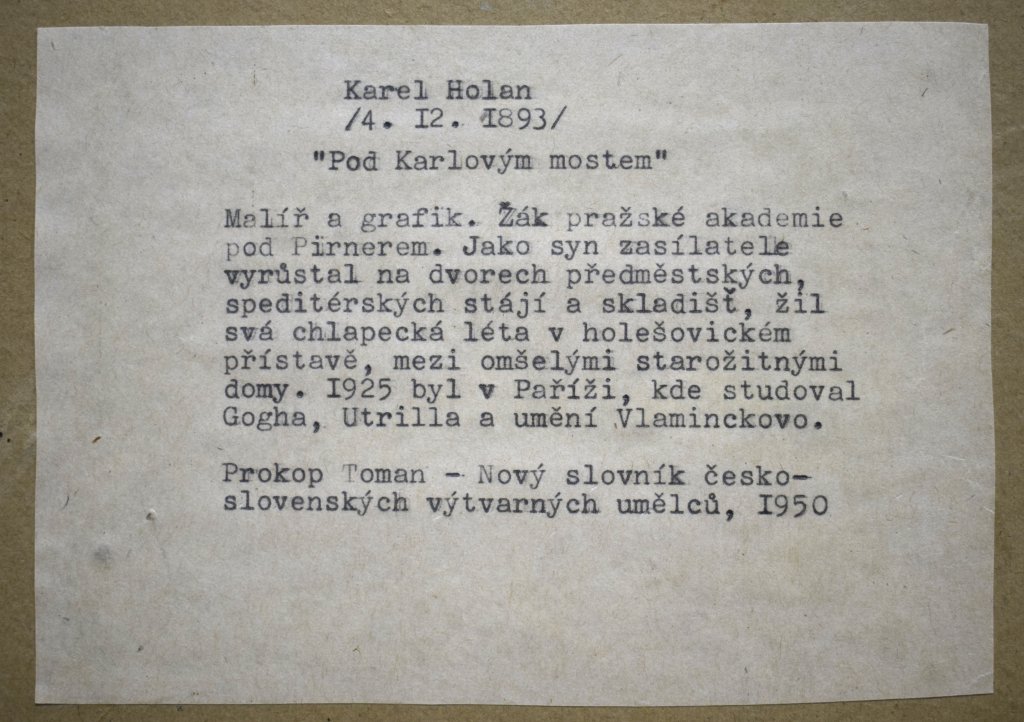 Karel Holan
/4. I2. I893/
"Pod Karlovým mostem"
Malíř a grafik. Žák pražské akademie
pod Pirnerem. Jako syn zasílatele
vyrůstal na dvorech předměstských,
speditérských stájí a skladišť, žil
svá chlapecká léta v holešovickém
přístavě, mezi omšelými starožitnými
domy. I925 byl v Paříži, kde studoval
Gogha, Utrilla a umění Vlaminckovo.
Prokop Toman - Nový slovník česko-
slovenských výtvarných umělců, I950